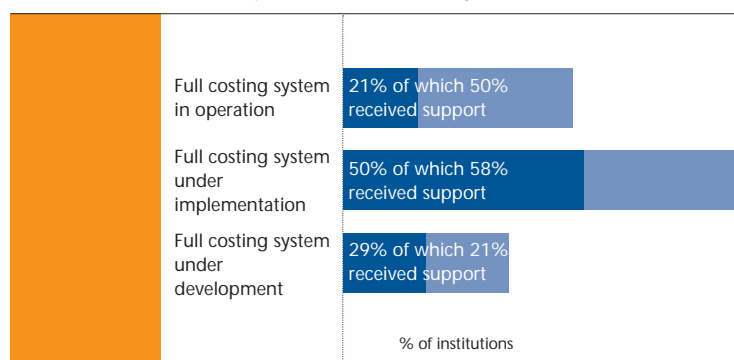 Full costing system
in operation
21% of which 50%
received support
Full costing system
under
implementation
50% of which 58%
received support
Full costing system
under
development
29% of which 21%
received support
% of institutions